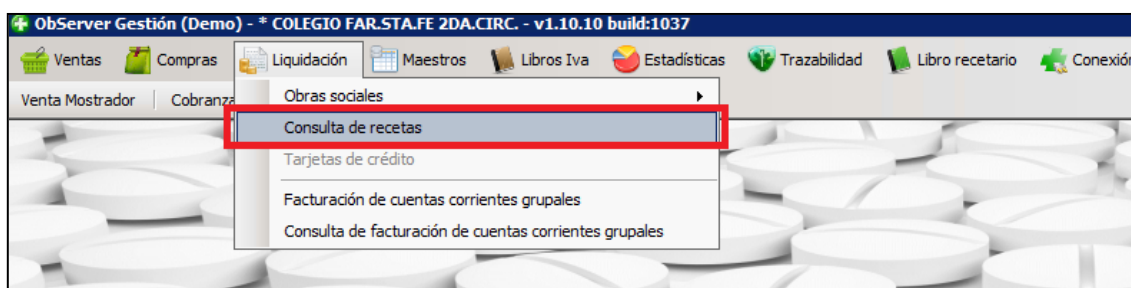 ObServer Gestión (Demo) - * COLEGIO FAR.STA.FE 2DA.CIRC. - v1.10.10 build:1037
Ventas Compras Liquidación Maestros Libros Iva Estadísticas Trazabilidad Libro recetario Conexión
Venta Mostrador Cobranza
Obras sociales
Consulta de recetas
Tarjetas de crédito
Facturación de cuentas corrientes grupales
Consulta de facturación de cuentas corrientes grupales